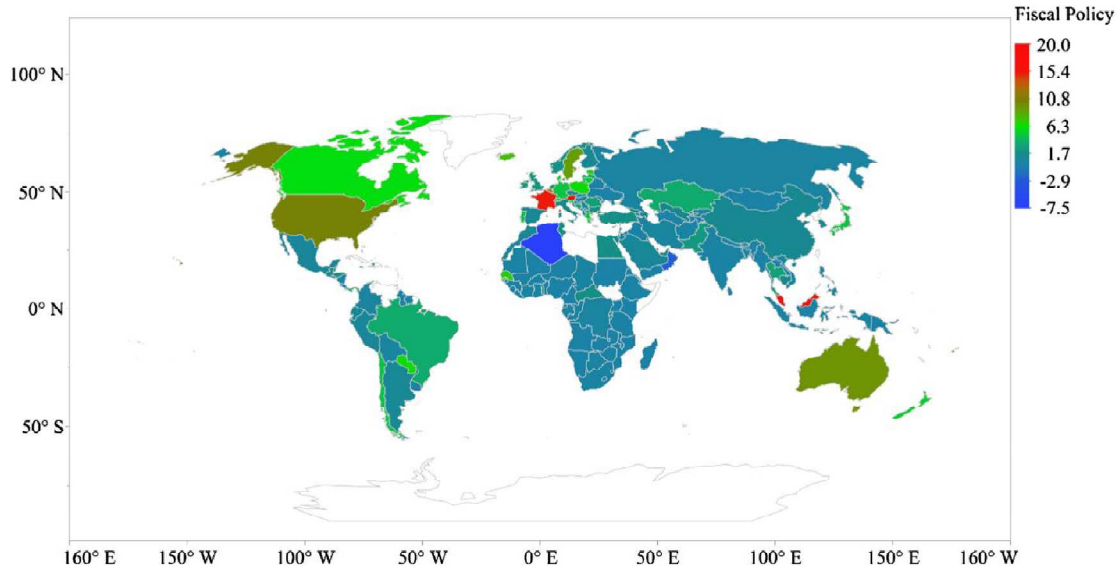 Fiscal Policy
20.0
15.4
10.8
6.3
1.7
-2.9
-7.5
100° N
50° N
0° N
50° S
160° E
150° W
100° W
50° W
0° E
50° E
100° E
150° E
160° W